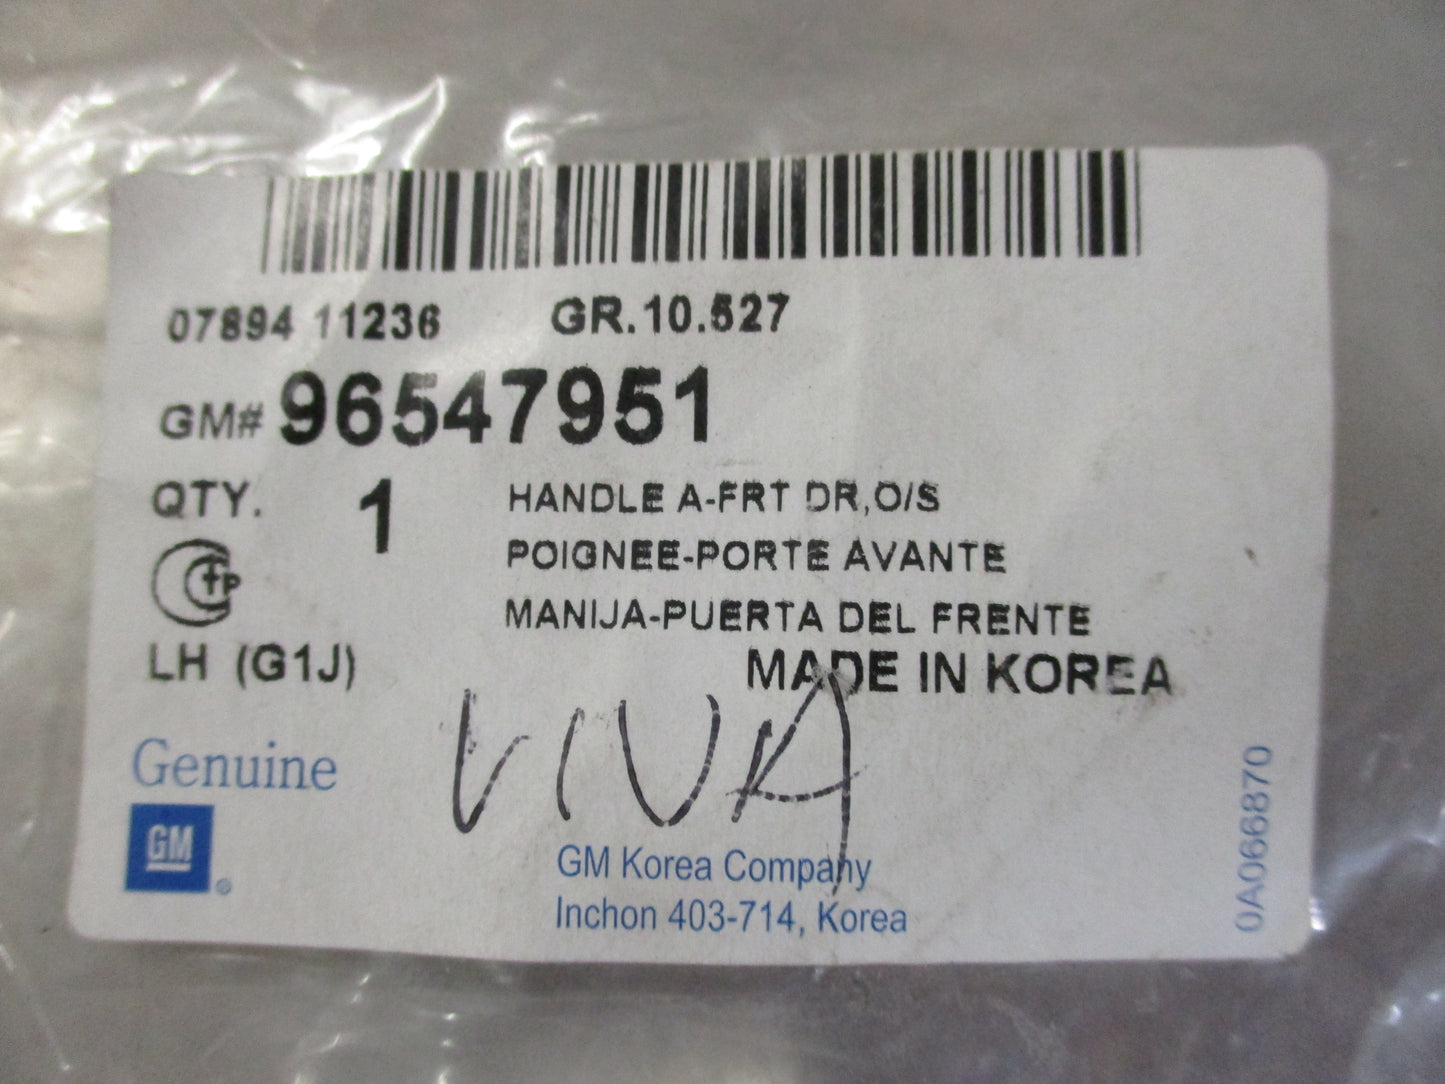 07894 11236 GR.10.527
GM# 96547951
QTY. 1 HANDLE A-FRT DR,O/S
POIGNEE-PORTE AVANTE
MANIJA-PUERTA DEL FRENTE
LH (G1J) MADE IN KOREA
VIVA
Genuine
GM ®
GM Korea Company
Inchon 403-714, Korea
0A066870